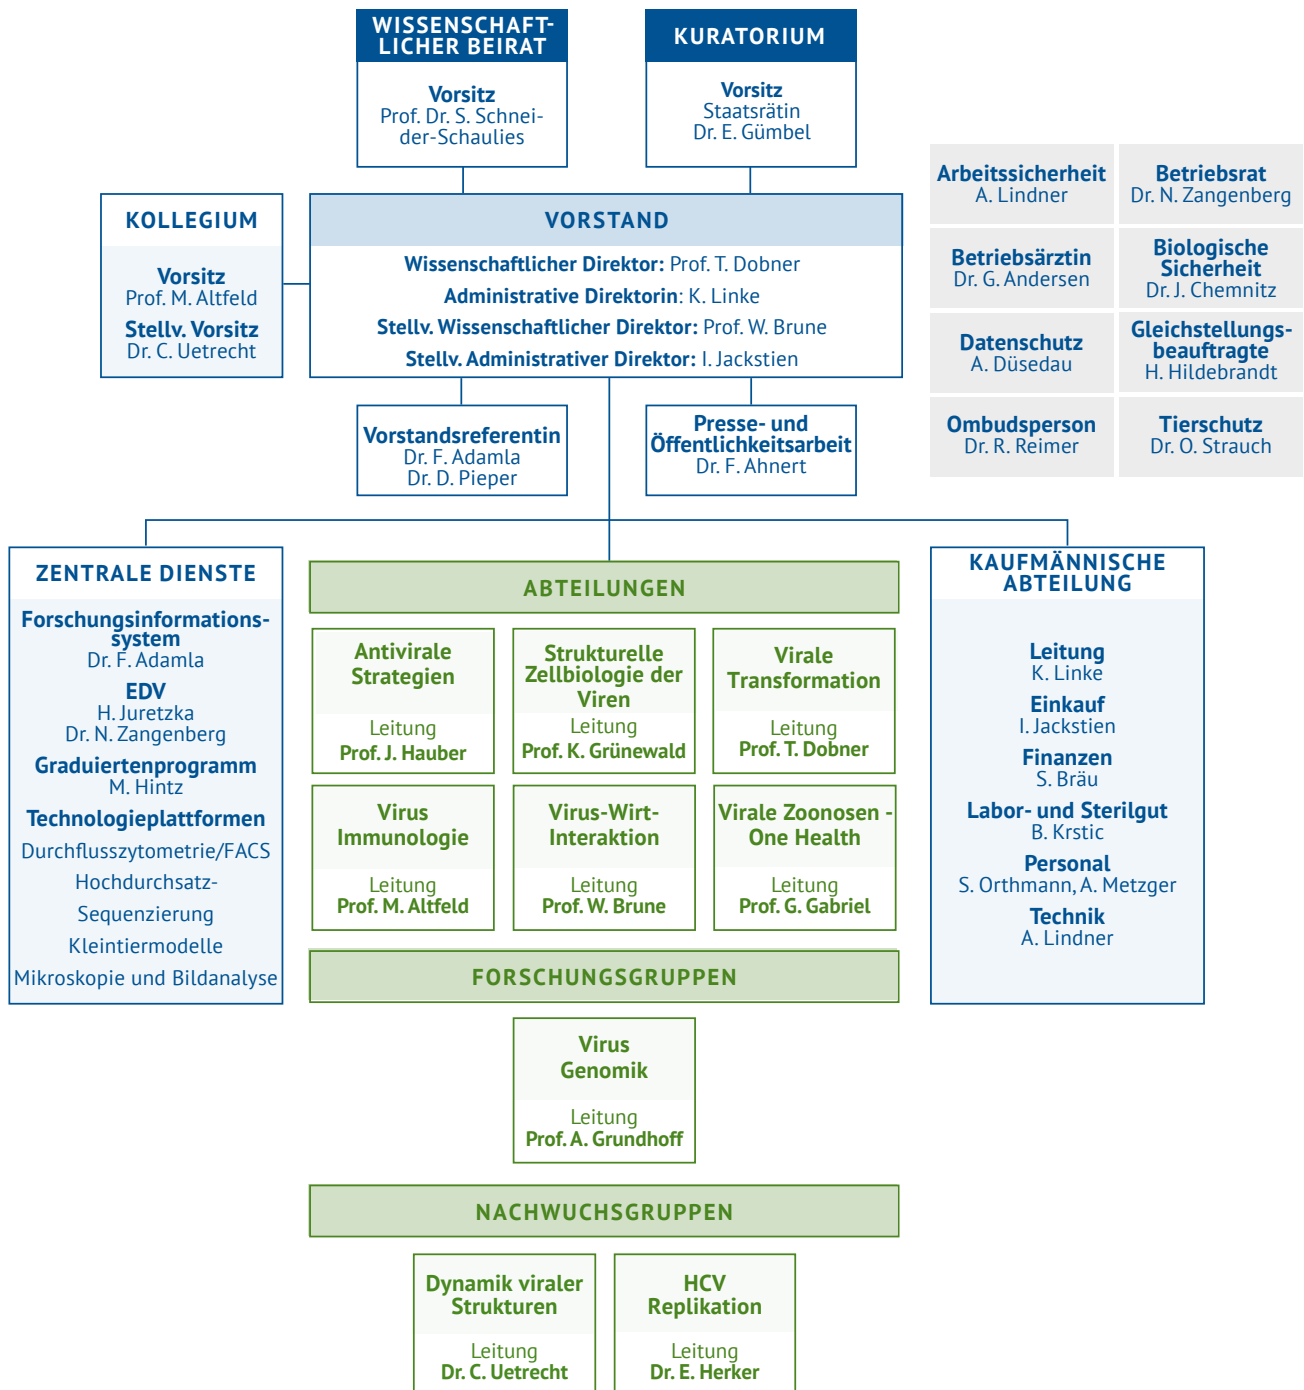 WISSENSCHAFT-
LICHER BEIRAT
Vorsitz
Prof. Dr. S. Schnei-
der-Schaulies
KURATORIUM
Vorsitz
Staatsrätin
Dr. E. Gümbel
Arbeitssicherheit
A. Lindner
Betriebsrat
Dr. N. Zangenberg
Betriebsärztin
Dr. G. Andersen
Biologische
Sicherheit
Dr. J. Chemnitz
Datenschutz
A. Düsedau
Gleichstellungs-
beauftragte
H. Hildebrandt
Ombudsperson
Dr. R. Reimer
Tierschutz
Dr. O. Strauch
KOLLEGIUM
Vorsitz
Prof. M. Altfeld
Stellv. Vorsitz
Dr. C. Uetrecht
VORSTAND
Wissenschaftlicher Direktor: Prof. T. Dobner
Administrative Direktorin: K. Linke
Stellv. Wissenschaftlicher Direktor: Prof. W. Brune
Stellv. Administrativer Direktor: I. Jackstien
Vorstandsreferentin
Dr. F. Adamla
Dr. D. Pieper
Presse- und
Öffentlichkeitsarbeit
Dr. F. Ahnert
ZENTRALE DIENSTE
Forschungsinformations-
system
Dr. F. Adamla
EDV
H. Juretzka
Dr. N. Zangenberg
Graduiertenprogramm
M. Hintz
Technologieplattformen
Durchflusszytometrie/FACS
Hochdurchsatz-
Sequenzierung
Kleintiermodelle
Mikroskopie und Bildanalyse
ABTEILUNGEN
Antivirale
Strategien
Leitung
Prof. J. Hauber
Strukturelle
Zellbiologie der
Viren
Leitung
Prof. K. Grünewald
Virale
Transformation
Leitung
Prof. T. Dobner
Virus
Immunologie
Leitung
Prof. M. Altfeld
Virus-Wirt-
Interaktion
Leitung
Prof. W. Brune
Virale Zoonosen -
One Health
Leitung
Prof. G. Gabriel
FORSCHUNGSGRUPPEN
Virus
Genomik
Leitung
Prof. A. Grundhoff
NACHWUCHSGRUPPEN
Dynamik viraler
Strukturen
Leitung
Dr. C. Uetrecht
HCV
Replikation
Leitung
Dr. E. Herker
KAUFMÄNNISCHE
ABTEILUNG
Leitung
K. Linke
Einkauf
I. Jackstien
Finanzen
S. Bräu
Labor- und Sterilgut
B. Krstic
Personal
S. Orthmann, A. Metzger
Technik
A. Lindner